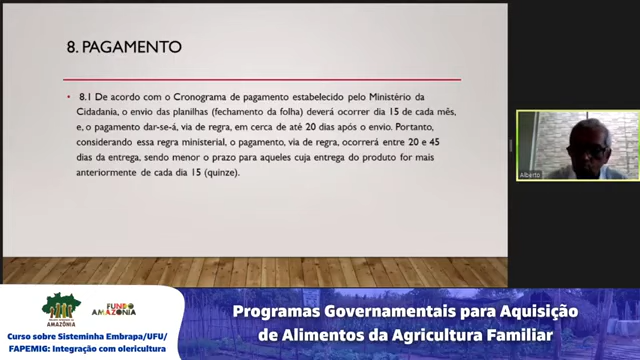 8. PAGAMENTO
• 8.1 De acordo com o Cronograma de pagamento estabelecido pelo Ministério da
Cidadania, o envio das planilhas (fechamento da folha) deverá ocorrer dia 15 de cada mês,
e, o pagamento dar-se-á, via de regra, em cerca de até 20 dias após o envio. Portanto,
considerando essa regra ministerial, o pagamento, via de regra, ocorrerá entre 20 e 45
dias da entrega, sendo menor o prazo para aqueles cuja entrega do produto for mais
anteriormente de cada dia 15 (quinze).
Alberto
AMAZÔNIA
FUNDO
AMAZONIA
Curso sobre Sisteminha Embrapa/UFU/
FAPEMIG: Integração com olericultura
Programas Governamentais para Aquisição
de Alimentos da Agricultura Familiar